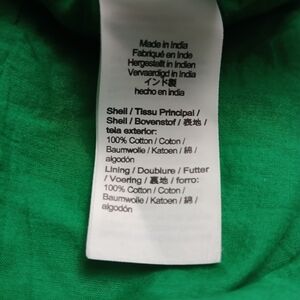 Made in India
Fabriqué en Inde
Hergestellt in Indien
Vervaardigd in India
インド製
hecho en india
Shell / Tissu Principal /
Shell / Bovenstof / 表地 /
tela exterior:
100% Cotton / Coton /
Baumwolle / Katoen / 綿 /
algodón
Lining / Doublure / Futter
/ Voering / 裏地 / forro:
100% Cotton / Coton /
Baumwolle / Katoen / 綿 /
algodón